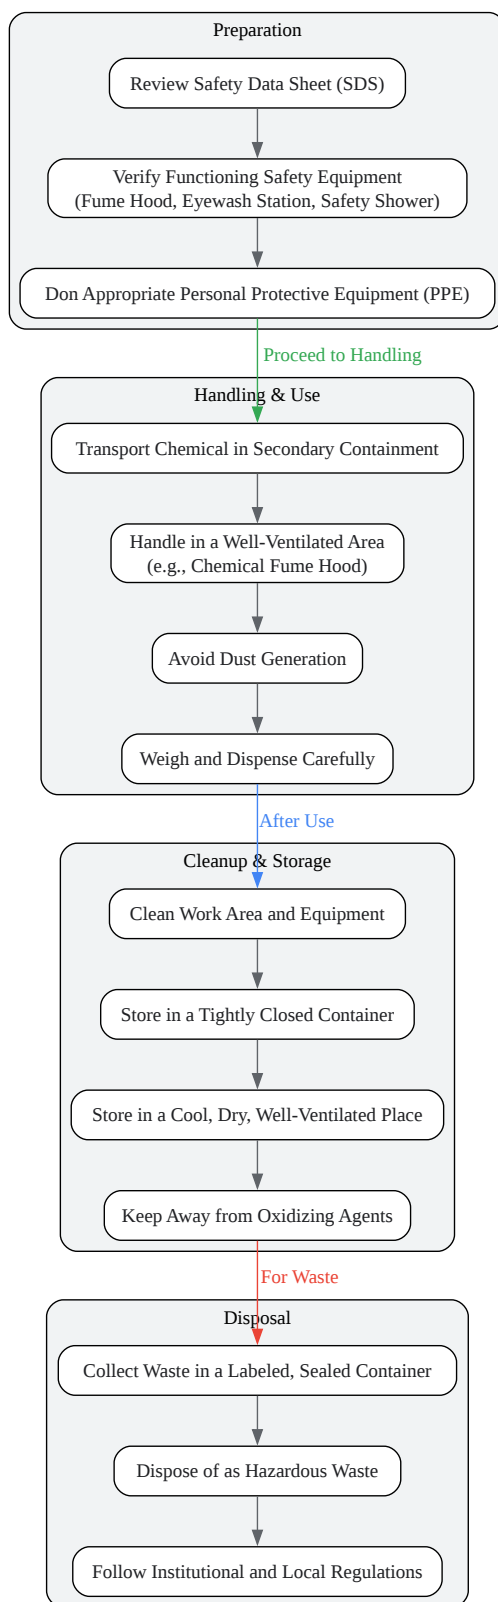 Preparation
Review Safety Data Sheet (SDS)
Verify Functioning Safety Equipment
(Fume Hood, Eyewash Station, Safety Shower)
Don Appropriate Personal Protective Equipment (PPE)
Proceed to Handling
Handling & Use
Transport Chemical in Secondary Containment
Handle in a Well-Ventilated Area
(e.g., Chemical Fume Hood)
Avoid Dust Generation
Weigh and Dispense Carefully
After Use
Cleanup & Storage
Clean Work Area and Equipment
Store in a Tightly Closed Container
Store in a Cool, Dry, Well-Ventilated Place
Keep Away from Oxidizing Agents
For Waste
Disposal
Collect Waste in a Labeled, Sealed Container
Dispose of as Hazardous Waste
Follow Institutional and Local Regulations